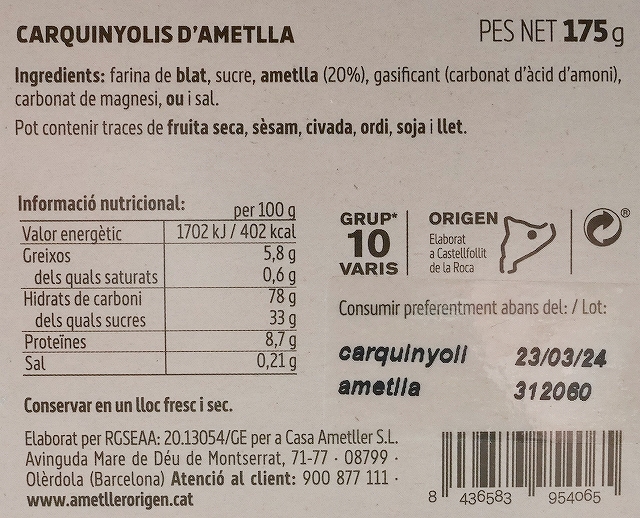 CARQUINYOLIS D'AMETLLA
PES NET 175 g
Ingredients: farina de blat, sucre, ametlla (20%), gasificant (carbonat d'àcid d'amoni),
carbonat de magnesi, ou i sal.
Pot contenir traces de fruita seca, sèsam, civada, ordi, soja i llet.
Informació nutricional:
per 100 g
Valor energètic 1702 kJ / 402 kcal
Greixos 5,8 g
dels quals saturats 0,6 g
Hidrats de carboni 78 g
dels quals sucres 33 g
Proteïnes 8,7 g
Sal 0,21 g
Conservar en un lloc fresc i sec.
Elaborat per RGSEAA: 20.13054/GE per a Casa Ametller S.L.
Avinguda Mare de Déu de Montserrat, 71-77 · 08799 ·
Olèrdola (Barcelona) Atenció al client: 900 877 111 ·
www.ametllerorigen.cat
GRUP*
10
VARIS
ORIGEN
Elaborat
a Castellfollit
de la Roca
®
Consumir preferentment abans del: / Lot:
carquinyoli 23/03/24
ametlla 312060
8 436583 954065